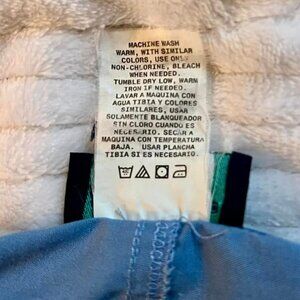 MACHINE WASH
WARM, WITH SIMILAR
COLORS, USE ONLY
NON-CHLORINE, BLEACH
WHEN NEEDED.
TUMBLE DRY LOW, WARM
IRON IF NEEDED.
LAVAR A MAQUINA CON
AGUA TIBIA Y COLORES
SIMILARES, USAR
SOLAMENTE BLANQUEADOR
SIN CLORO CUANDO ES
NECESARIO. SECAR A
MAQUINA CON TEMPERATURA
BAJA. USAR PLANCHA
TIBIA SI ES NECESARIO.